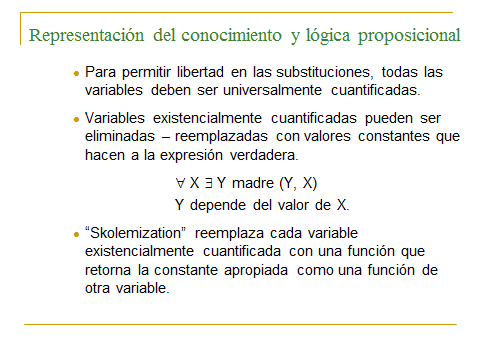 Representación del conocimiento y lógica proposicional
● Para permitir libertad en las substituciones, todas las
variables deben ser universalmente cuantificadas.
● Variables existencialmente cuantificadas pueden ser
eliminadas – reemplazadas con valores constantes que
hacen a la expresión verdadera.
∀ X ∃ Y madre (Y, X)
Y depende del valor de X.
● “Skolemization” reemplaza cada variable
existencialmente cuantificada con una función que
retorna la constante apropiada como una función de
otra variable.